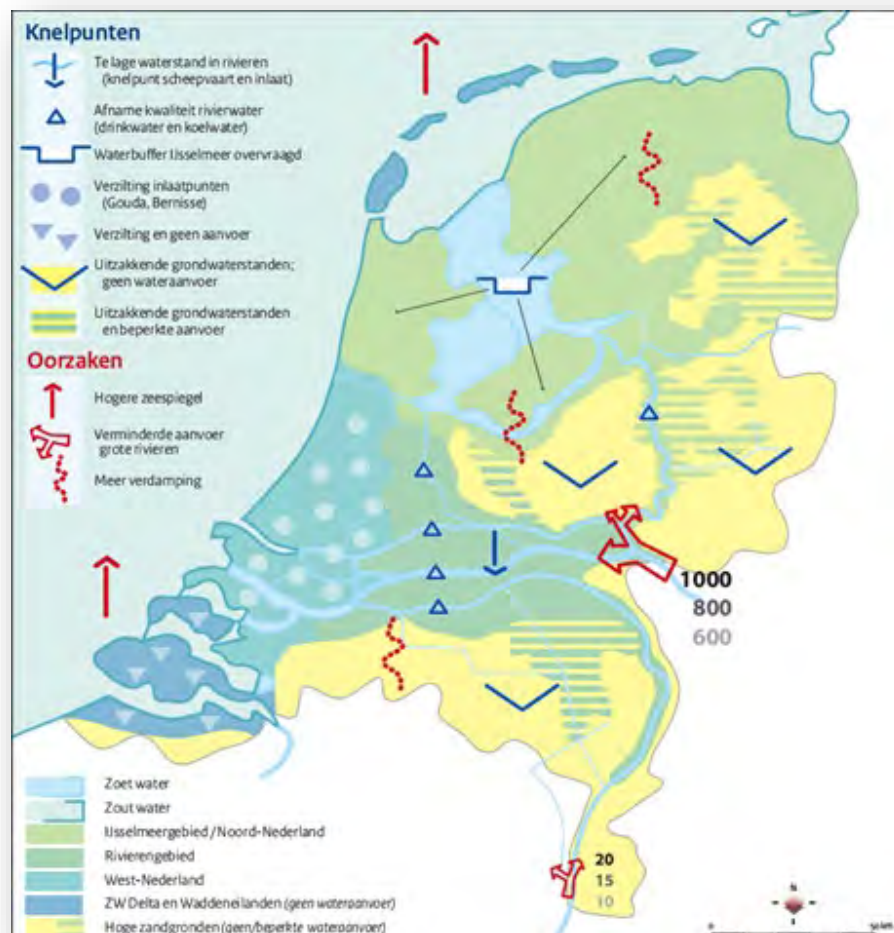 Knelpunten
Te lage waterstand in rivieren
(knelpunt scheepvaart en inlaat)
Afname kwaliteit rivierwater
(drinkwater en koelwater)
Waterbuffer IJsselmeer overvraagd
Verzilting inlaatpunten
(Gouda, Bernisse)
Verzilting en geen aanvoer
Uitzakkende grondwaterstanden;
geen wateraanvoer
Uitzakkende grondwaterstanden
en beperkte aanvoer
Oorzaken
Hogere zeespiegel
Verminderde aanvoer
grote rivieren
Meer verdamping
1000
800
600
20
15
10
Zoet water
Zout water
IJsselmeergebied / Noord-Nederland
Rivierengebied
West-Nederland
ZW Delta en Waddeneilanden (geen wateraanvoer)
Hoge zandgronden (geen/beperkte wateraanvoer)
N
0 50 km